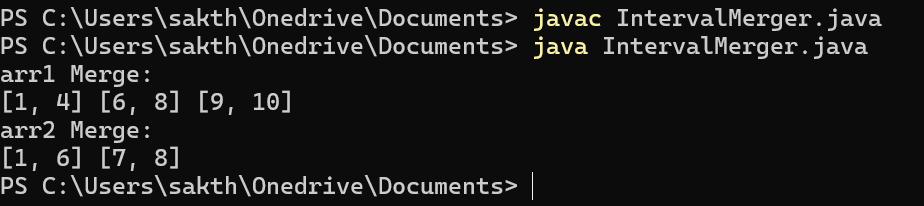 PS C:\Users\sakth\Onedrive\Documents> javac IntervalMerger.java
PS C:\Users\sakth\Onedrive\Documents> java IntervalMerger.java
arr1 Merge:
[1, 4] [6, 8] [9, 10]
arr2 Merge:
[1, 6] [7, 8]
PS C:\Users\sakth\Onedrive\Documents>